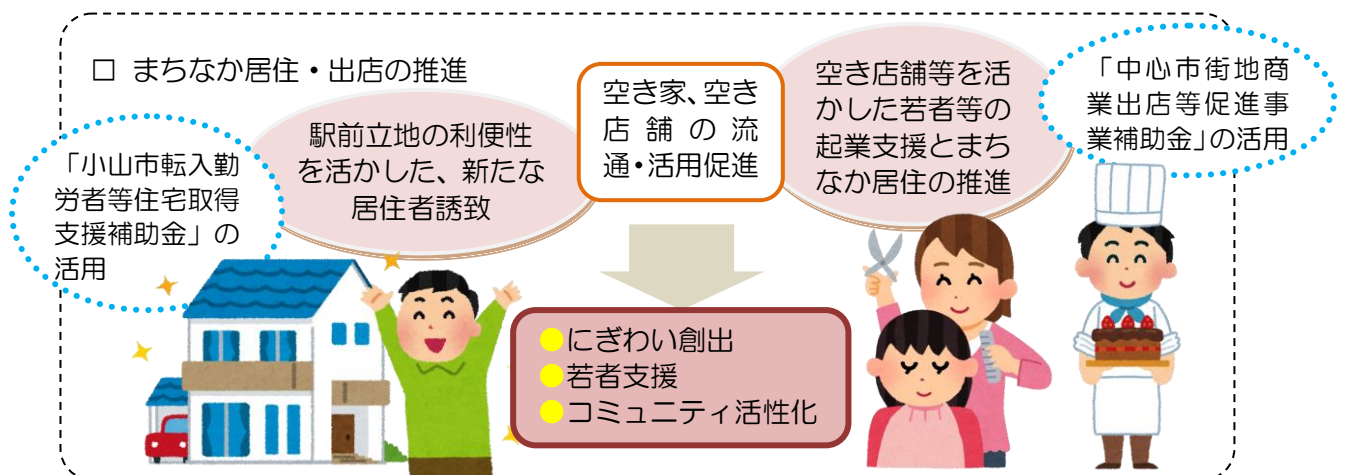 □ まちなか居住・出店の推進
「小山市転入勤
労者等住宅取得
支援補助金」の
活用
駅前立地の利便性
を活かした、新たな
居住者誘致
空き家、空き
店舗の流
通・活用促進
空き店舗等を活
かした若者等の
起業支援とまち
なか居住の推進
「中心市街地商
業出店等促進事
業補助金」の活用
●にぎわい創出
●若者支援
●コミュニティ活性化